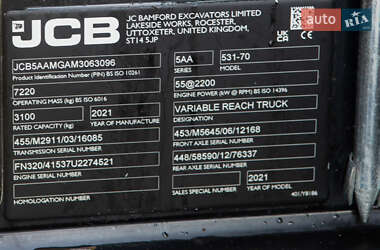 AUTO.RIA
JCB
JC BAMFORD EXCAVATORS LIMITED
LAKESIDE WORKS, ROCESTER,
UTTOXETER, UNITED KINGDOM,
ST14 5JP
JCB5AAMGAM3063096
Product Identification Number (PIN) BS ISO 10261
5AA
SERIES
531-70
MODEL
7220
OPERATING MASS (kg) BS ISO 6016
55@2200
ENGINE POWER (kW @ RPM) BS ISO 14396
3100
RATED CAPACITY (kg)
2021
YEAR OF MANUFACTURE
VARIABLE REACH TRUCK
DESIGNATION
455/M2911/03/16085
TRANSMISSION SERIAL NUMBER
453/M5645/06/12168
FRONT AXLE SERIAL NUMBER
FN320/41537U2274521
ENGINE SERIAL NUMBER
448/58590/12/76337
REAR AXLE SERIAL NUMBER
HOMOLOGATION NUMBER
SALES SPECIAL NUMBER
2021
YEAR OF
401/Y8186